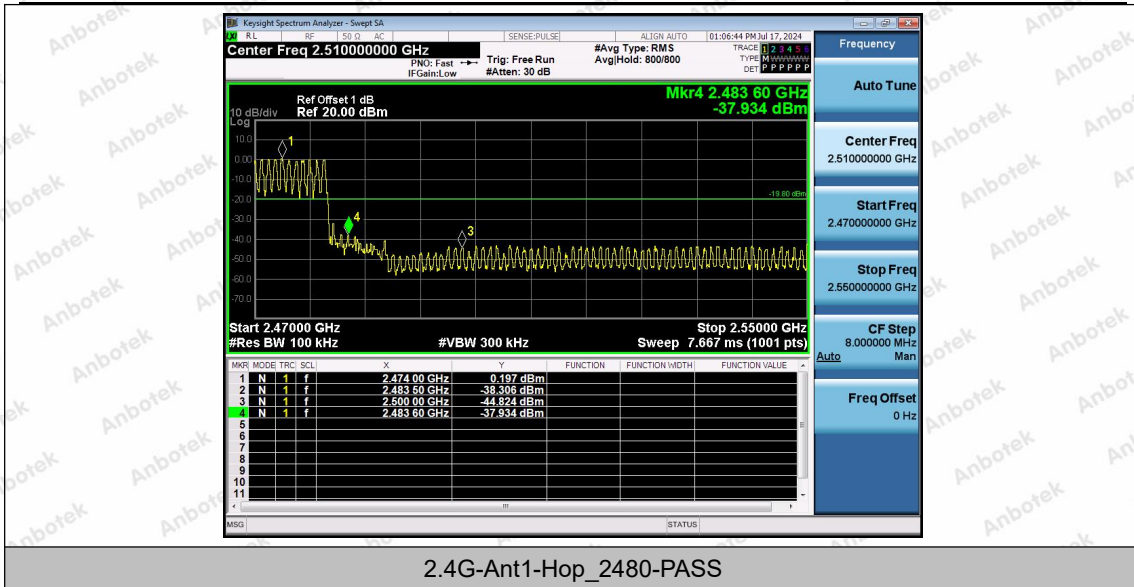 Keysight Spectrum Analyzer - Swept SA
RL RF 50 Ω AC SENSE:PULSE ALIGN AUTO 01:06:44 PM Jul 17, 2024
Center Freq 2.510000000 GHz #Avg Type: RMS TRACE 1 2 3 4 5 6
PNO: Fast Trig: Free Run Avg|Hold: 800/800 TYPE M W W W W W
IFGain:Low #Atten: 30 dB DET P P P P P P
Frequency
Mkr4 2.483 60 GHz
Ref Offset 1 dB
10 dB/div Ref 20.00 dBm -37.934 dBm
Log
10.0
0.00
-10.0
-20.0
-30.0
-40.0
-50.0
-60.0
-70.0
1
4
3
-19.80 dBm
Start 2.47000 GHz Stop 2.55000 GHz
#Res BW 100 kHz #VBW 300 kHz Sweep 7.667 ms (1001 pts)
MKR MODE TRC SCL X Y FUNCTION FUNCTION WIDTH FUNCTION VALUE
1 N 1 f 2.474 00 GHz 0.197 dBm
2 N 1 f 2.483 50 GHz -38.306 dBm
3 N 1 f 2.500 00 GHz -44.824 dBm
4 N 1 f 2.483 60 GHz -37.934 dBm
5
6
7
8
9
10
11
MSG STATUS
Auto Tune
Center Freq
2.510000000 GHz
Start Freq
2.470000000 GHz
Stop Freq
2.550000000 GHz
CF Step
8.000000 MHz
Auto Man
Freq Offset
0 Hz
2.4G-Ant1-Hop_2480-PASS
Anbotek